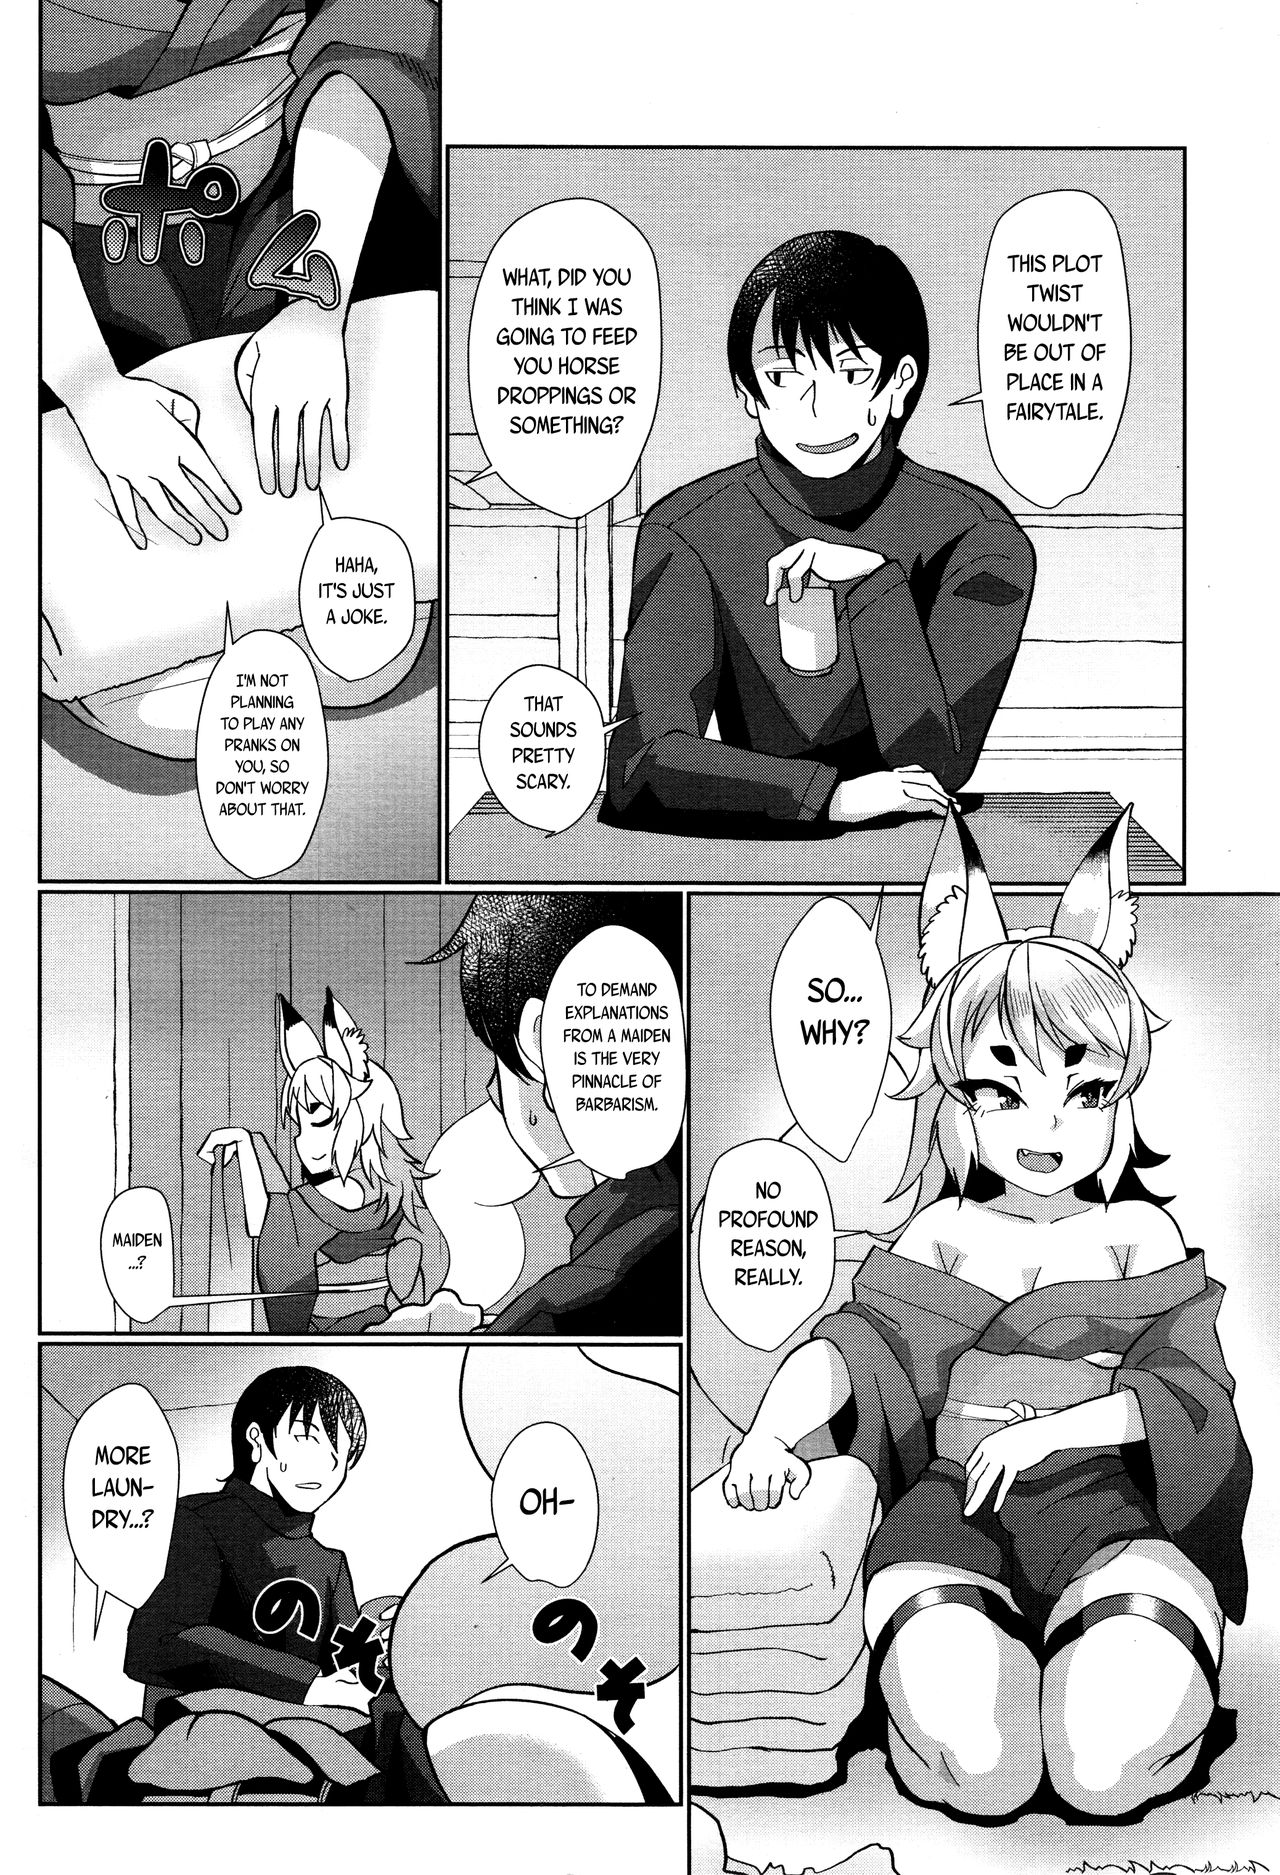 THIS PLOT
TWIST
WOULDN'T
BE OUT OF
PLACE IN A
FAIRYTALE.
WHAT, DID YOU
THINK I WAS
GOING TO FEED
YOU HORSE
DROPPINGS OR
SOMETHING?
THAT
SOUNDS
PRETTY
SCARY.
ポム
HAHA,
IT'S JUST
A JOKE.
I'M NOT
PLANNING
TO PLAY ANY
PRANKS ON
YOU, SO
DON'T WORRY
ABOUT THAT.
SO...
WHY?
NO
PROFOUND
REASON,
REALLY.
TO DEMAND
EXPLANATIONS
FROM A MAIDEN
IS THE VERY
PINNACLE OF
BARBARISM.
MAIDEN
...?
OH-
のそ
MORE
LAUN-
DRY...?
のそ